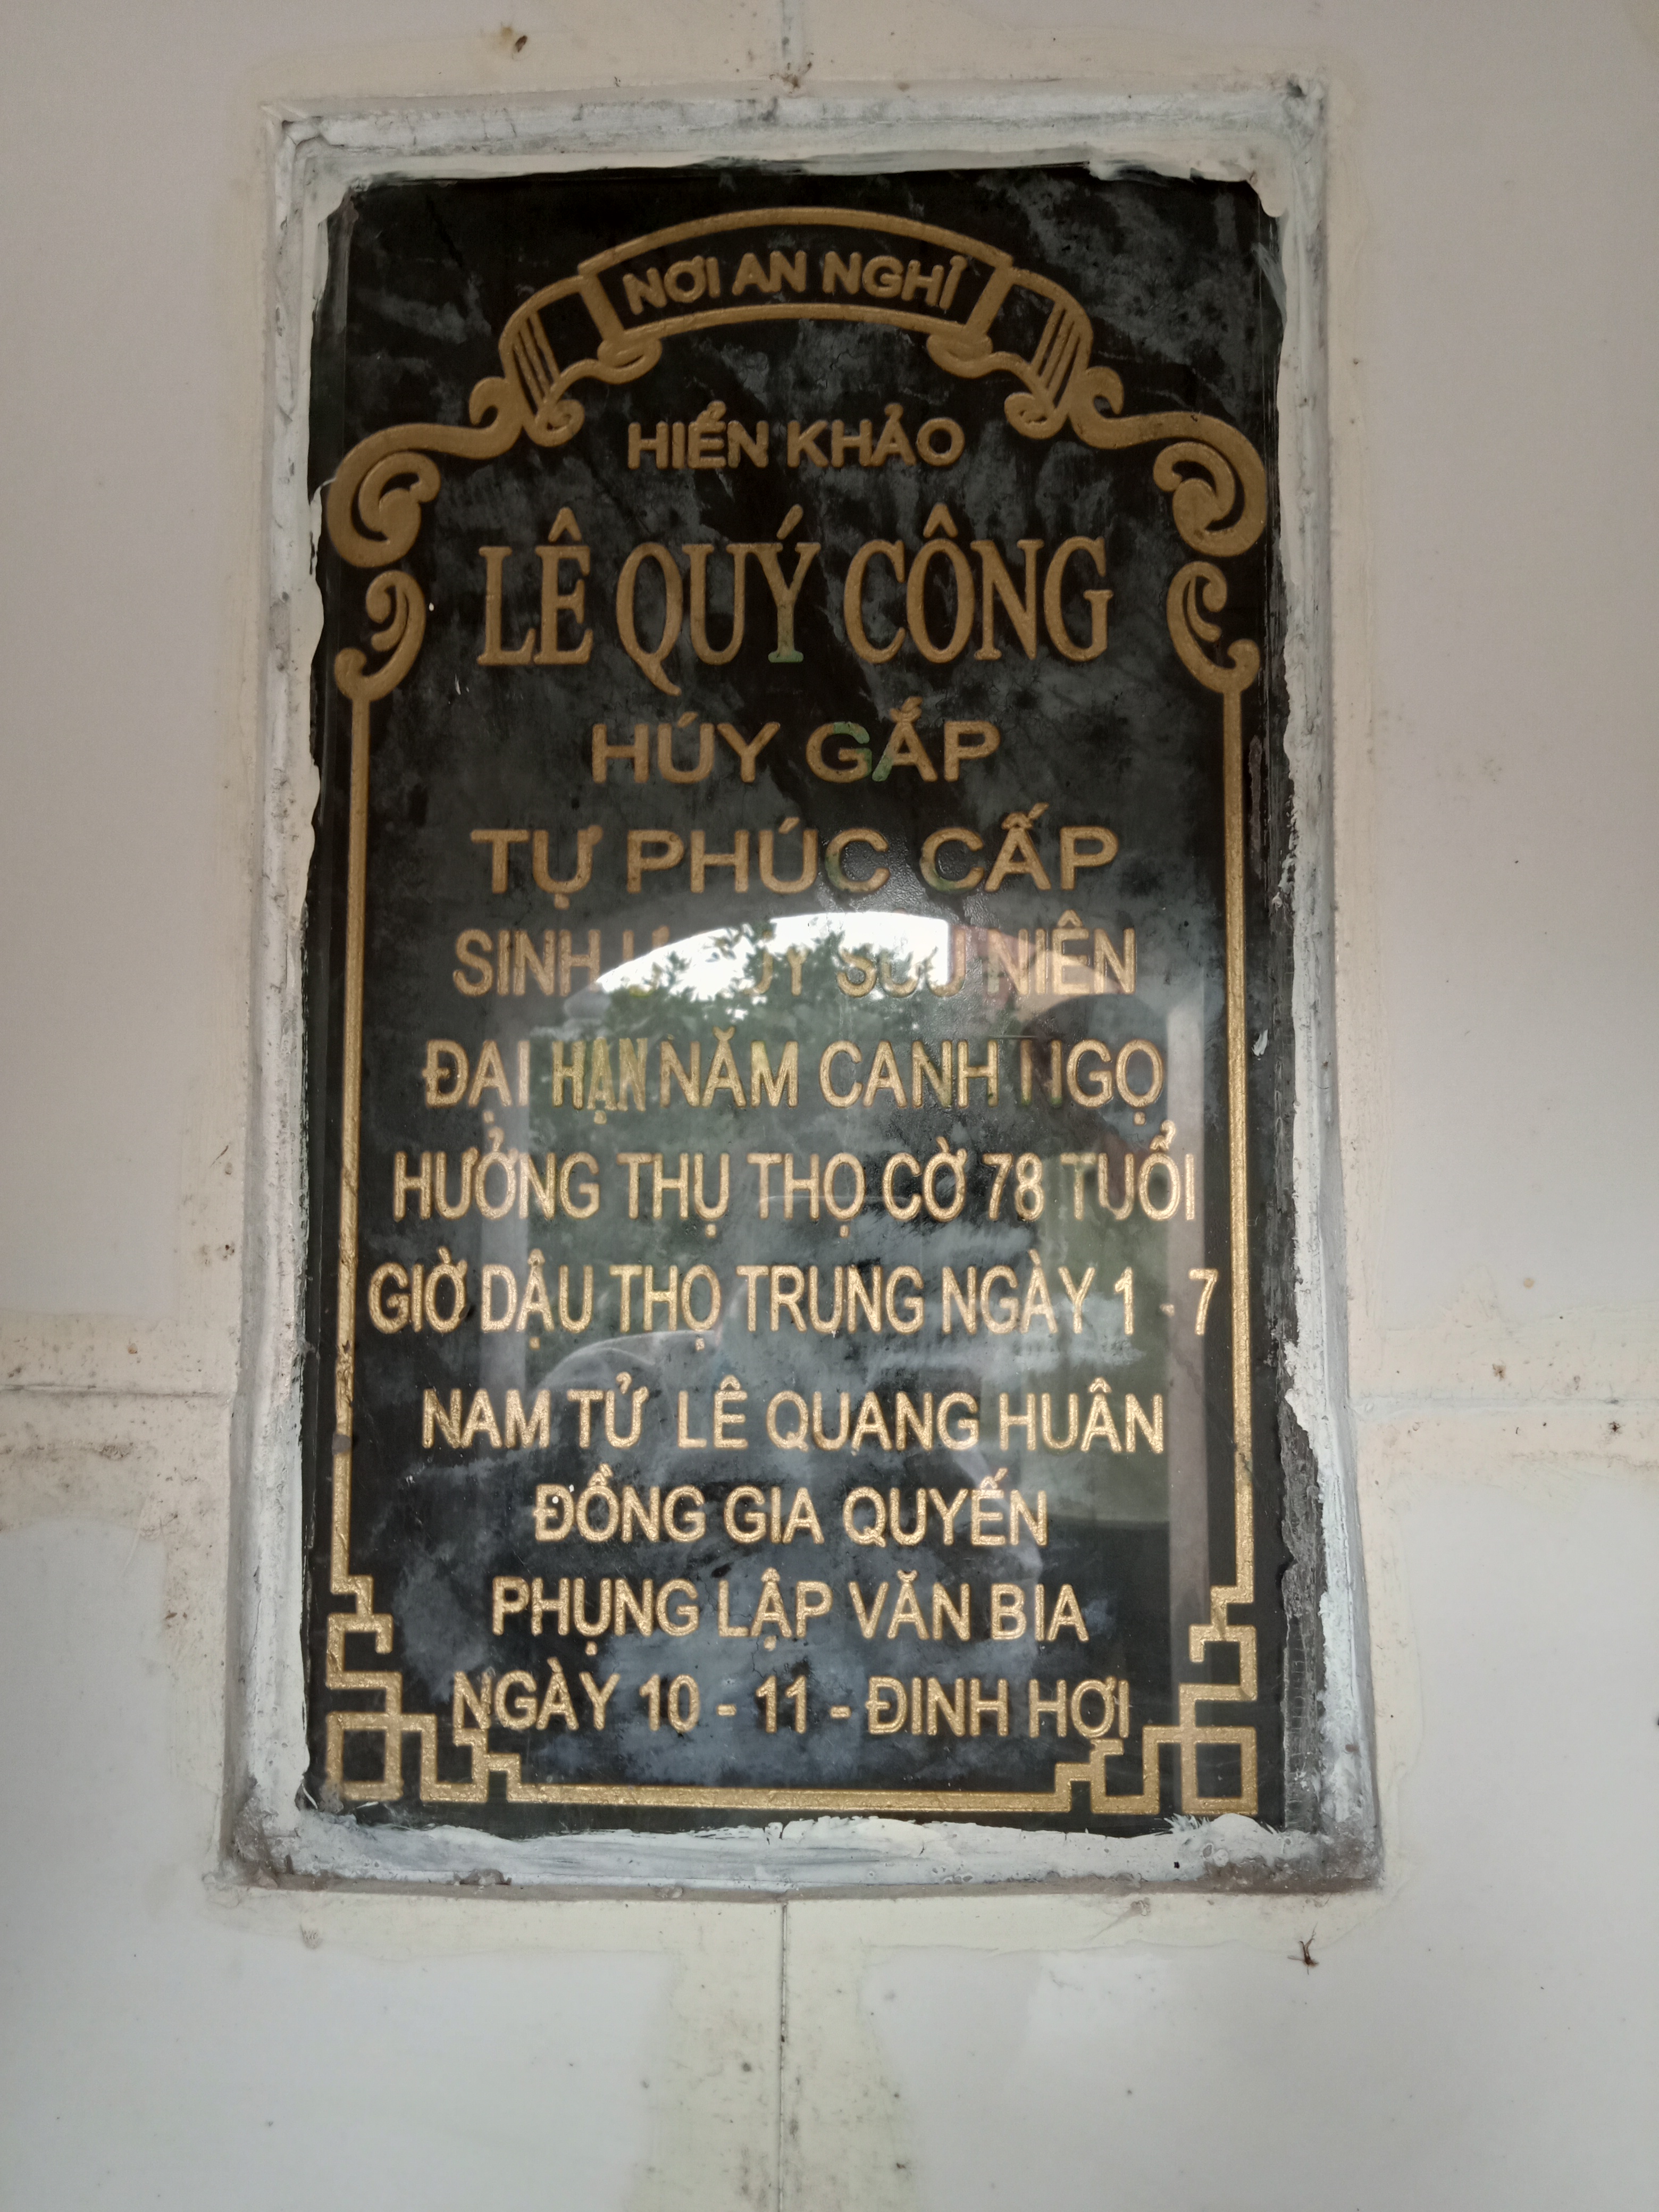 NƠI AN NGHỈ
HIỂN KHẢO
LÊ QUÝ CÔNG
HÚY GẮP
TỰ PHÚC CẤP
SINH SỬU NIÊN
ĐẠI HẠN NĂM CANH NGỌ
HƯỞNG THỤ THỌ CỜ 78 TUỔI
GIỜ DẬU THỌ TRUNG NGÀY 1 - 7
NAM TỬ LÊ QUANG HUÂN
ĐỒNG GIA QUYẾN
PHỤNG LẬP VĂN BIA
NGÀY 10 - 11 - ĐINH HỢI